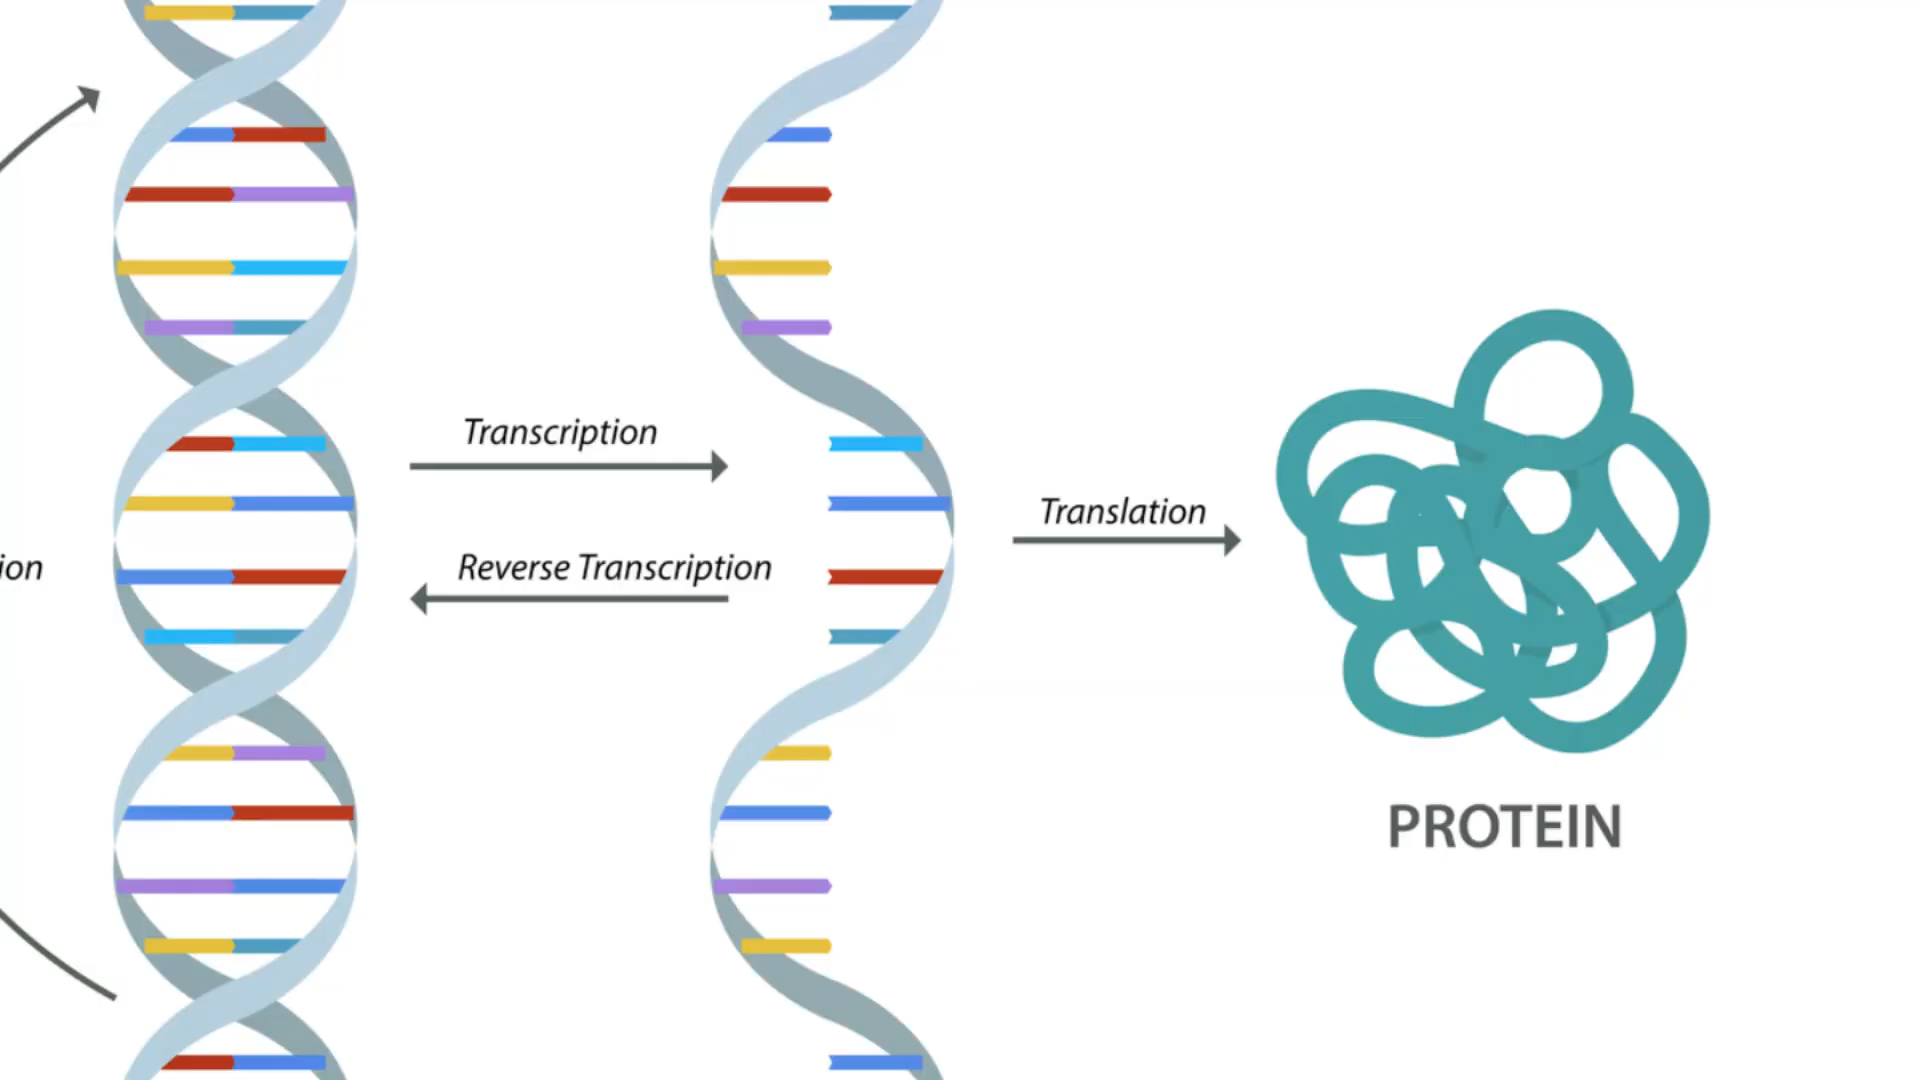 Transcription
Reverse Transcription
ion
Translation
PROTEIN